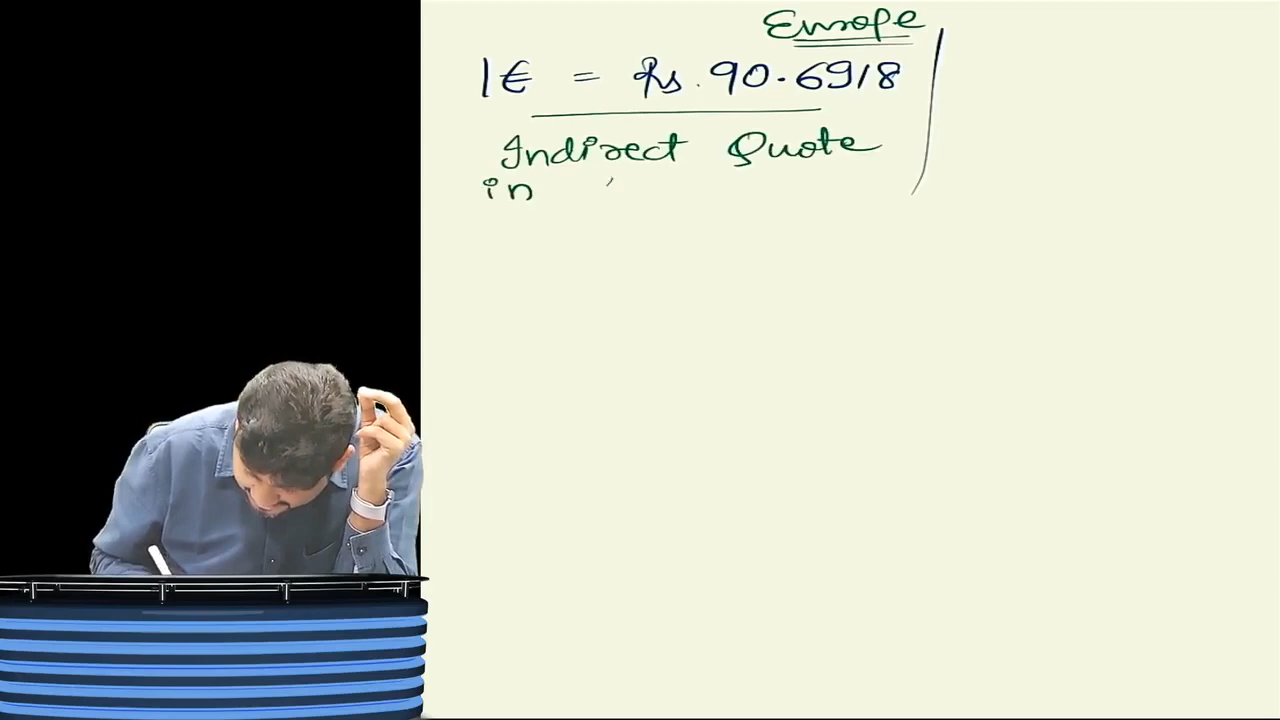 Europe
1€ = Rs. 90.6918
Indirect Quote
in